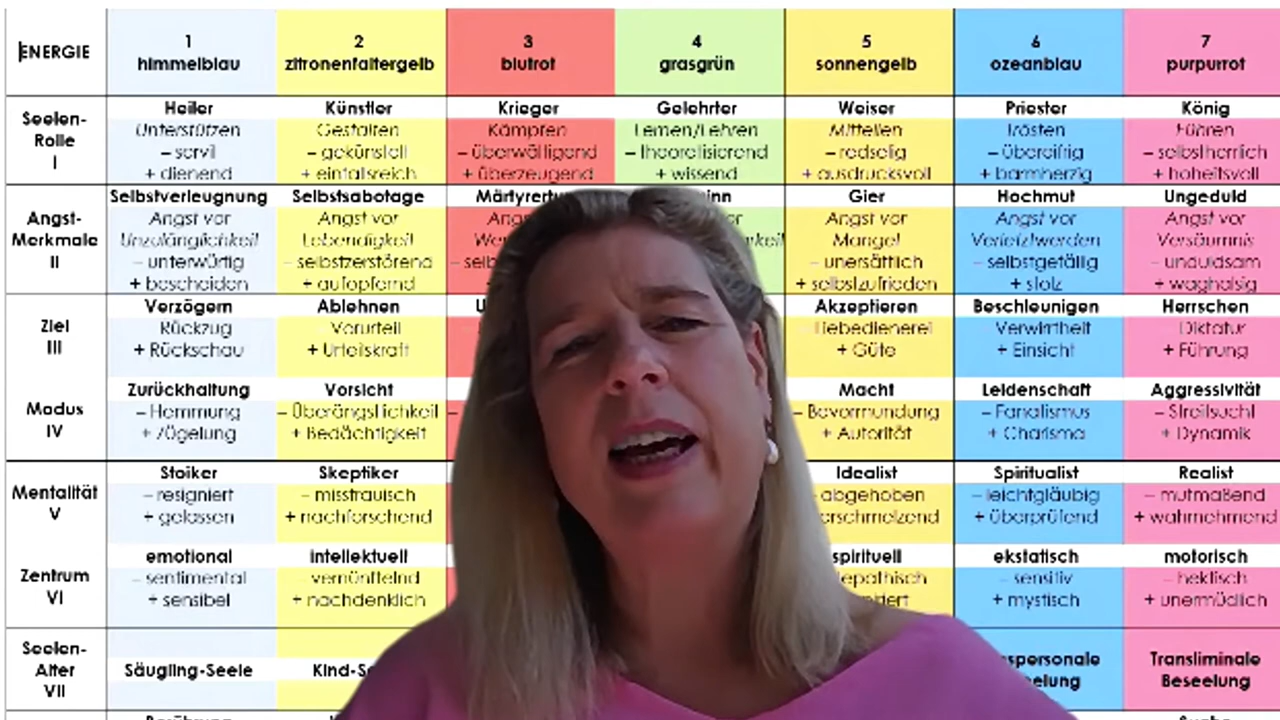 ENERGIE
1
himmelblau
2
zitronenfaltergelb
3
blutrot
4
grasgrün
5
sonnengelb
6
ozeanblau
7
purpurrot
Seelen-
Rolle
I
Heiler
Unterstützen
– servil
+ dienend
Künstler
Gestalten
– gekünstelt
+ einfallsreich
Krieger
Kämpfen
– überwältigend
+ überzeugend
Gelehrter
Lernen/Lehren
– theoretisierend
+ wissend
Weiser
Mitteilen
– redselig
+ ausdrucksvoll
Priester
Trösten
– übereifrig
+ barmherzig
König
Führen
– selbstherrlich
+ hoheitsvoll
Angst-
Merkmale
II
Selbstverleugnung
Angst vor
Unzulänglichkeit
– unterwürfig
+ bescheiden
Selbstsabotage
Angst vor
Lebendigkeit
– selbstzerstörend
+ aufopfernd
Gier
Angst vor
Mangel
– unersättlich
+ selbstzufrieden
Hochmut
Angst vor
Verletztwerden
– selbstgefällig
+ stolz
Ungeduld
Angst vor
Versäumnis
– unduldsam
+ waghalsig
Ziel
III
Verzögern
– Rückzug
+ Rückschau
Ablehnen
– Vorurteil
+ Urteilskraft
Akzeptieren
– Liebedienerei
+ Güte
Beschleunigen
– Verwirrtheit
+ Einsicht
Herrschen
– Diktatur
+ Führung
Modus
IV
Zurückhaltung
– Hemmung
+ Zügelung
Vorsicht
– Überängstlichkeit
+ Bedächtigkeit
Macht
– Bevormundung
+ Autorität
Leidenschaft
– Fanatismus
+ Charisma
Aggressivität
– Streitsucht
+ Dynamik
Mentalität
V
Stoiker
– resigniert
+ gelassen
Skeptiker
– misstrauisch
+ nachforschend
Idealist
abgehoben
Spiritualist
– leichtgläubig
+ überprüfend
Realist
– mutmaßend
+ wahrnehmend
Zentrum
VI
emotional
– sentimental
+ sensibel
intellektuell
– vernünftelnd
+ nachdenklich
spirituell
ekstatisch
– sensitiv
+ mystisch
motorisch
– hektisch
+ unermüdlich
Seelen-
Alter
VII
Säugling-Seele
Transliminale
Beseelung